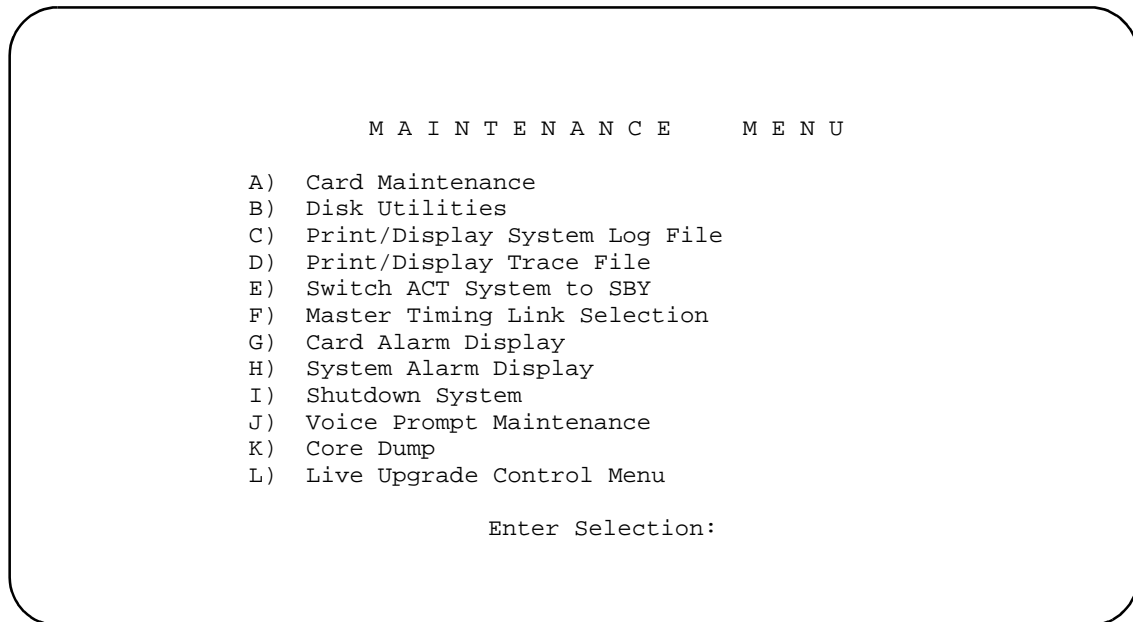 M A I N T E N A N C E   M E N U
A) Card Maintenance
B) Disk Utilities
C) Print/Display System Log File
D) Print/Display Trace File
E) Switch ACT System to SBY
F) Master Timing Link Selection
G) Card Alarm Display
H) System Alarm Display
I) Shutdown System
J) Voice Prompt Maintenance
K) Core Dump
L) Live Upgrade Control Menu
Enter Selection: